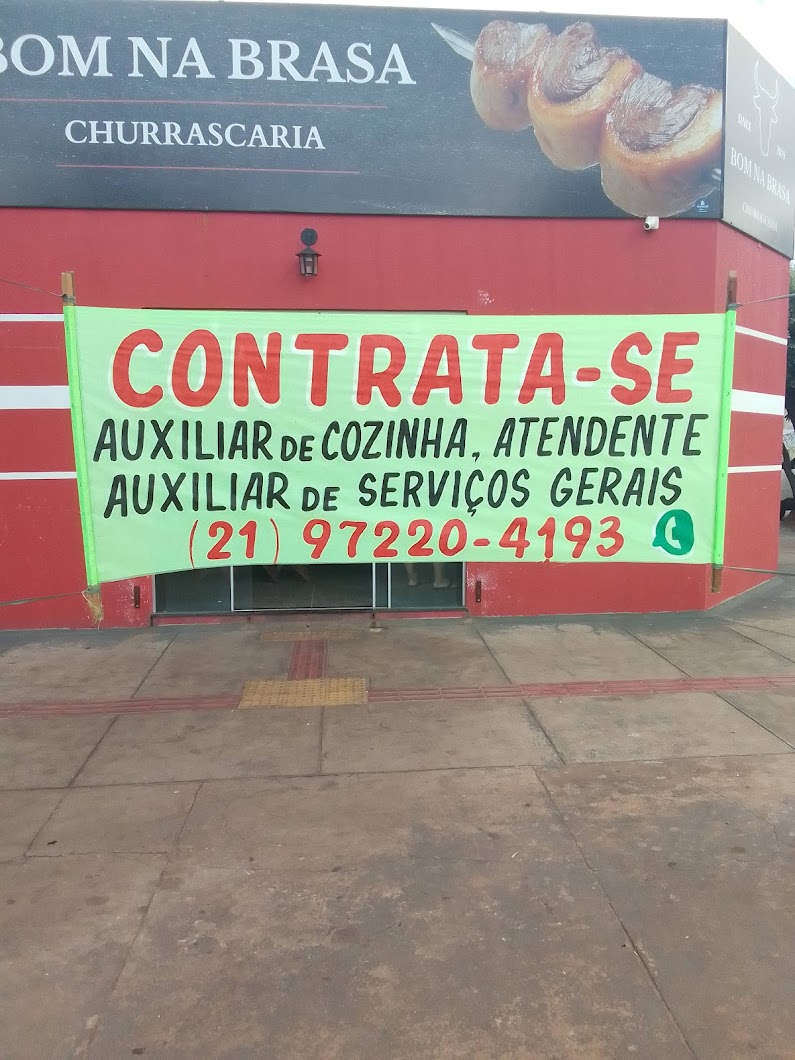 BOM NA BRASA
CHURRASCARIA
SINCE
BOM NA BRASA
CHURRASCARIA
CONTRATA-SE
AUXILIAR DE COZINHA, ATENDENTE
AUXILIAR DE SERVIÇOS GERAIS
(21) 97220-4193